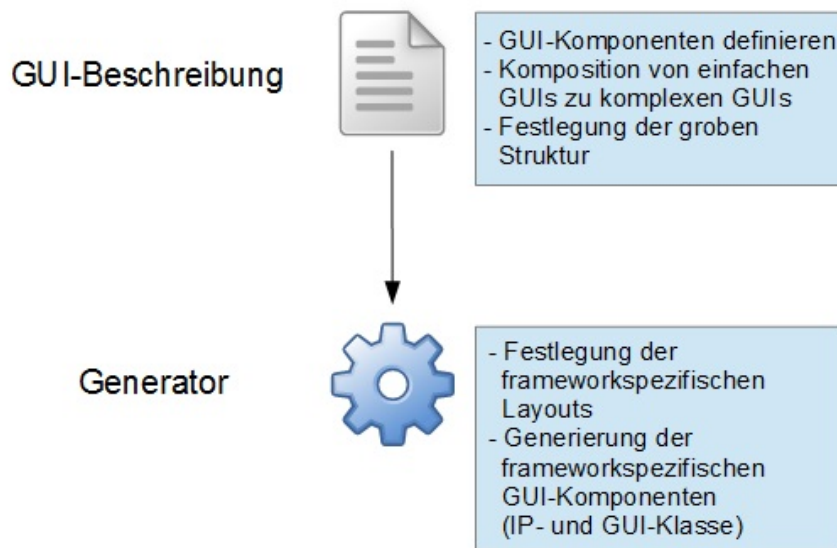 GUI-Beschreibung
- GUI-Komponenten definieren
- Komposition von einfachen
GUIs zu komplexen GUIs
- Festlegung der groben
Struktur
Generator
- Festlegung der
frameworkspezifischen
Layouts
- Generierung der
frameworkspezifischen
GUI-Komponenten
(IP- und GUI-Klasse)